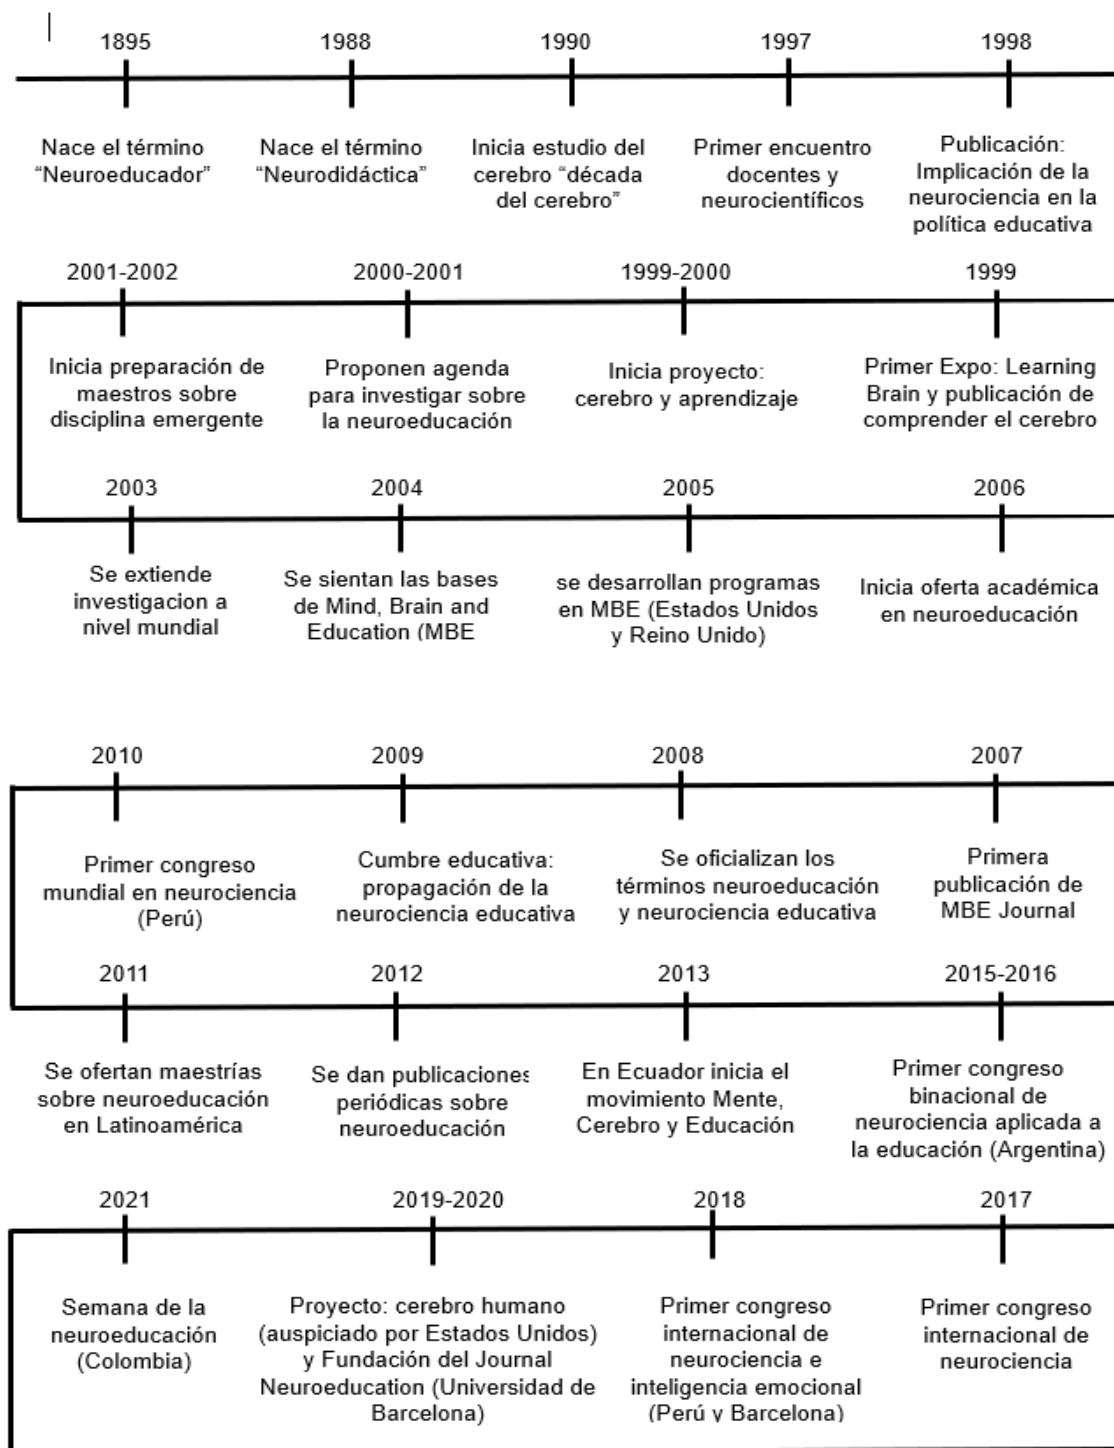 1895
Nace el término
“Neuroeducador”
1988
Nace el término
“Neurodidáctica”
1990
Inicia estudio del
cerebro “década
del cerebro”
1997
Primer encuentro
docentes y
neurocientíficos
1998
Publicación:
Implicación de la
neurociencia en la
política educativa
2001-2002
Inicia preparación de
maestros sobre
disciplina emergente
2000-2001
Proponen agenda
para investigar sobre
la neuroeducación
1999-2000
Inicia proyecto:
cerebro y aprendizaje
1999
Primer Expo: Learning
Brain y publicación de
comprender el cerebro
2003
Se extiende
investigacion a
nivel mundial
2004
Se sientan las bases
de Mind, Brain and
Education (MBE
2005
se desarrollan programas
en MBE (Estados Unidos
y Reino Unido)
2006
Inicia oferta académica
en neuroeducación
2010
Primer congreso
mundial en neurociencia
(Perú)
2009
Cumbre educativa:
propagación de la
neurociencia educativa
2008
Se oficializan los
términos neuroeducación
y neurociencia educativa
2007
Primera
publicación de
MBE Journal
2011
Se ofertan maestrías
sobre neuroeducación
en Latinoamérica
2012
Se dan publicaciones
periódicas sobre
neuroeducación
2013
En Ecuador inicia el
movimiento Mente,
Cerebro y Educación
2015-2016
Primer congreso
binacional de
neurociencia aplicada a
la educación (Argentina)
2021
Semana de la
neuroeducación
(Colombia)
2019-2020
Proyecto: cerebro humano
(auspiciado por Estados Unidos)
y Fundación del Journal
Neuroeducation (Universidad de
Barcelona)
2018
Primer congreso
internacional de
neurociencia e
inteligencia emocional
(Perú y Barcelona)
2017
Primer congreso
internacional de
neurociencia